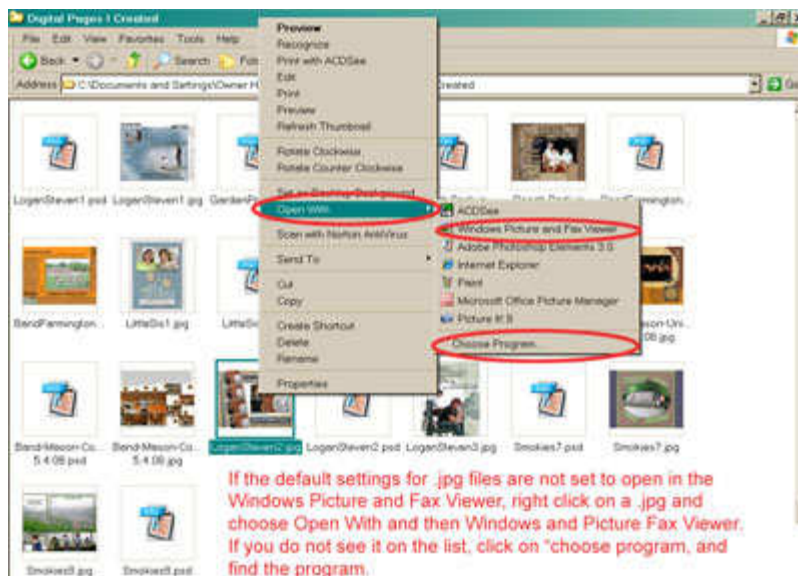 Digital Pages I Created
File Edit View Favorites Tools Help
Back Search
Address C:\Documents and Settings\Owner
Created
Preview
Recognize
Print with ACDSee
Edit
Print
Preview
Refresh Thumbnail
Rotate Clockwise
Rotate Counter Clockwise
Set as Desktop Background
Open With
Scan with Norton AntiVirus
Send To
Cut
Copy
Create Shortcut
Delete
Rename
Properties
ACDSee
Windows Picture and Fax Viewer
Adobe Photoshop Elements 3.0
Internet Explorer
Paint
Microsoft Office Picture Manager
Picture It! 9
Choose Program...
LoganSteven1.psd LoganSteven1.jpg
BandFarmington... LittleSis1.jpg
Band-Mason-Co... Band-Mason-Co... LoganSteven2.jpg LoganSteven2.psd LoganSteven3.jpg Smokies7.psd Smokies7.jpg
5.4.08.psd 5.4.08.jpg
Smokies8.jpg Smokies8.psd
If the default settings for .jpg files are not set to open in the
Windows Picture and Fax Viewer, right click on a .jpg and
choose Open With and then Windows and Picture Fax Viewer.
If you do not see it on the list, click on "choose program, and
find the program.